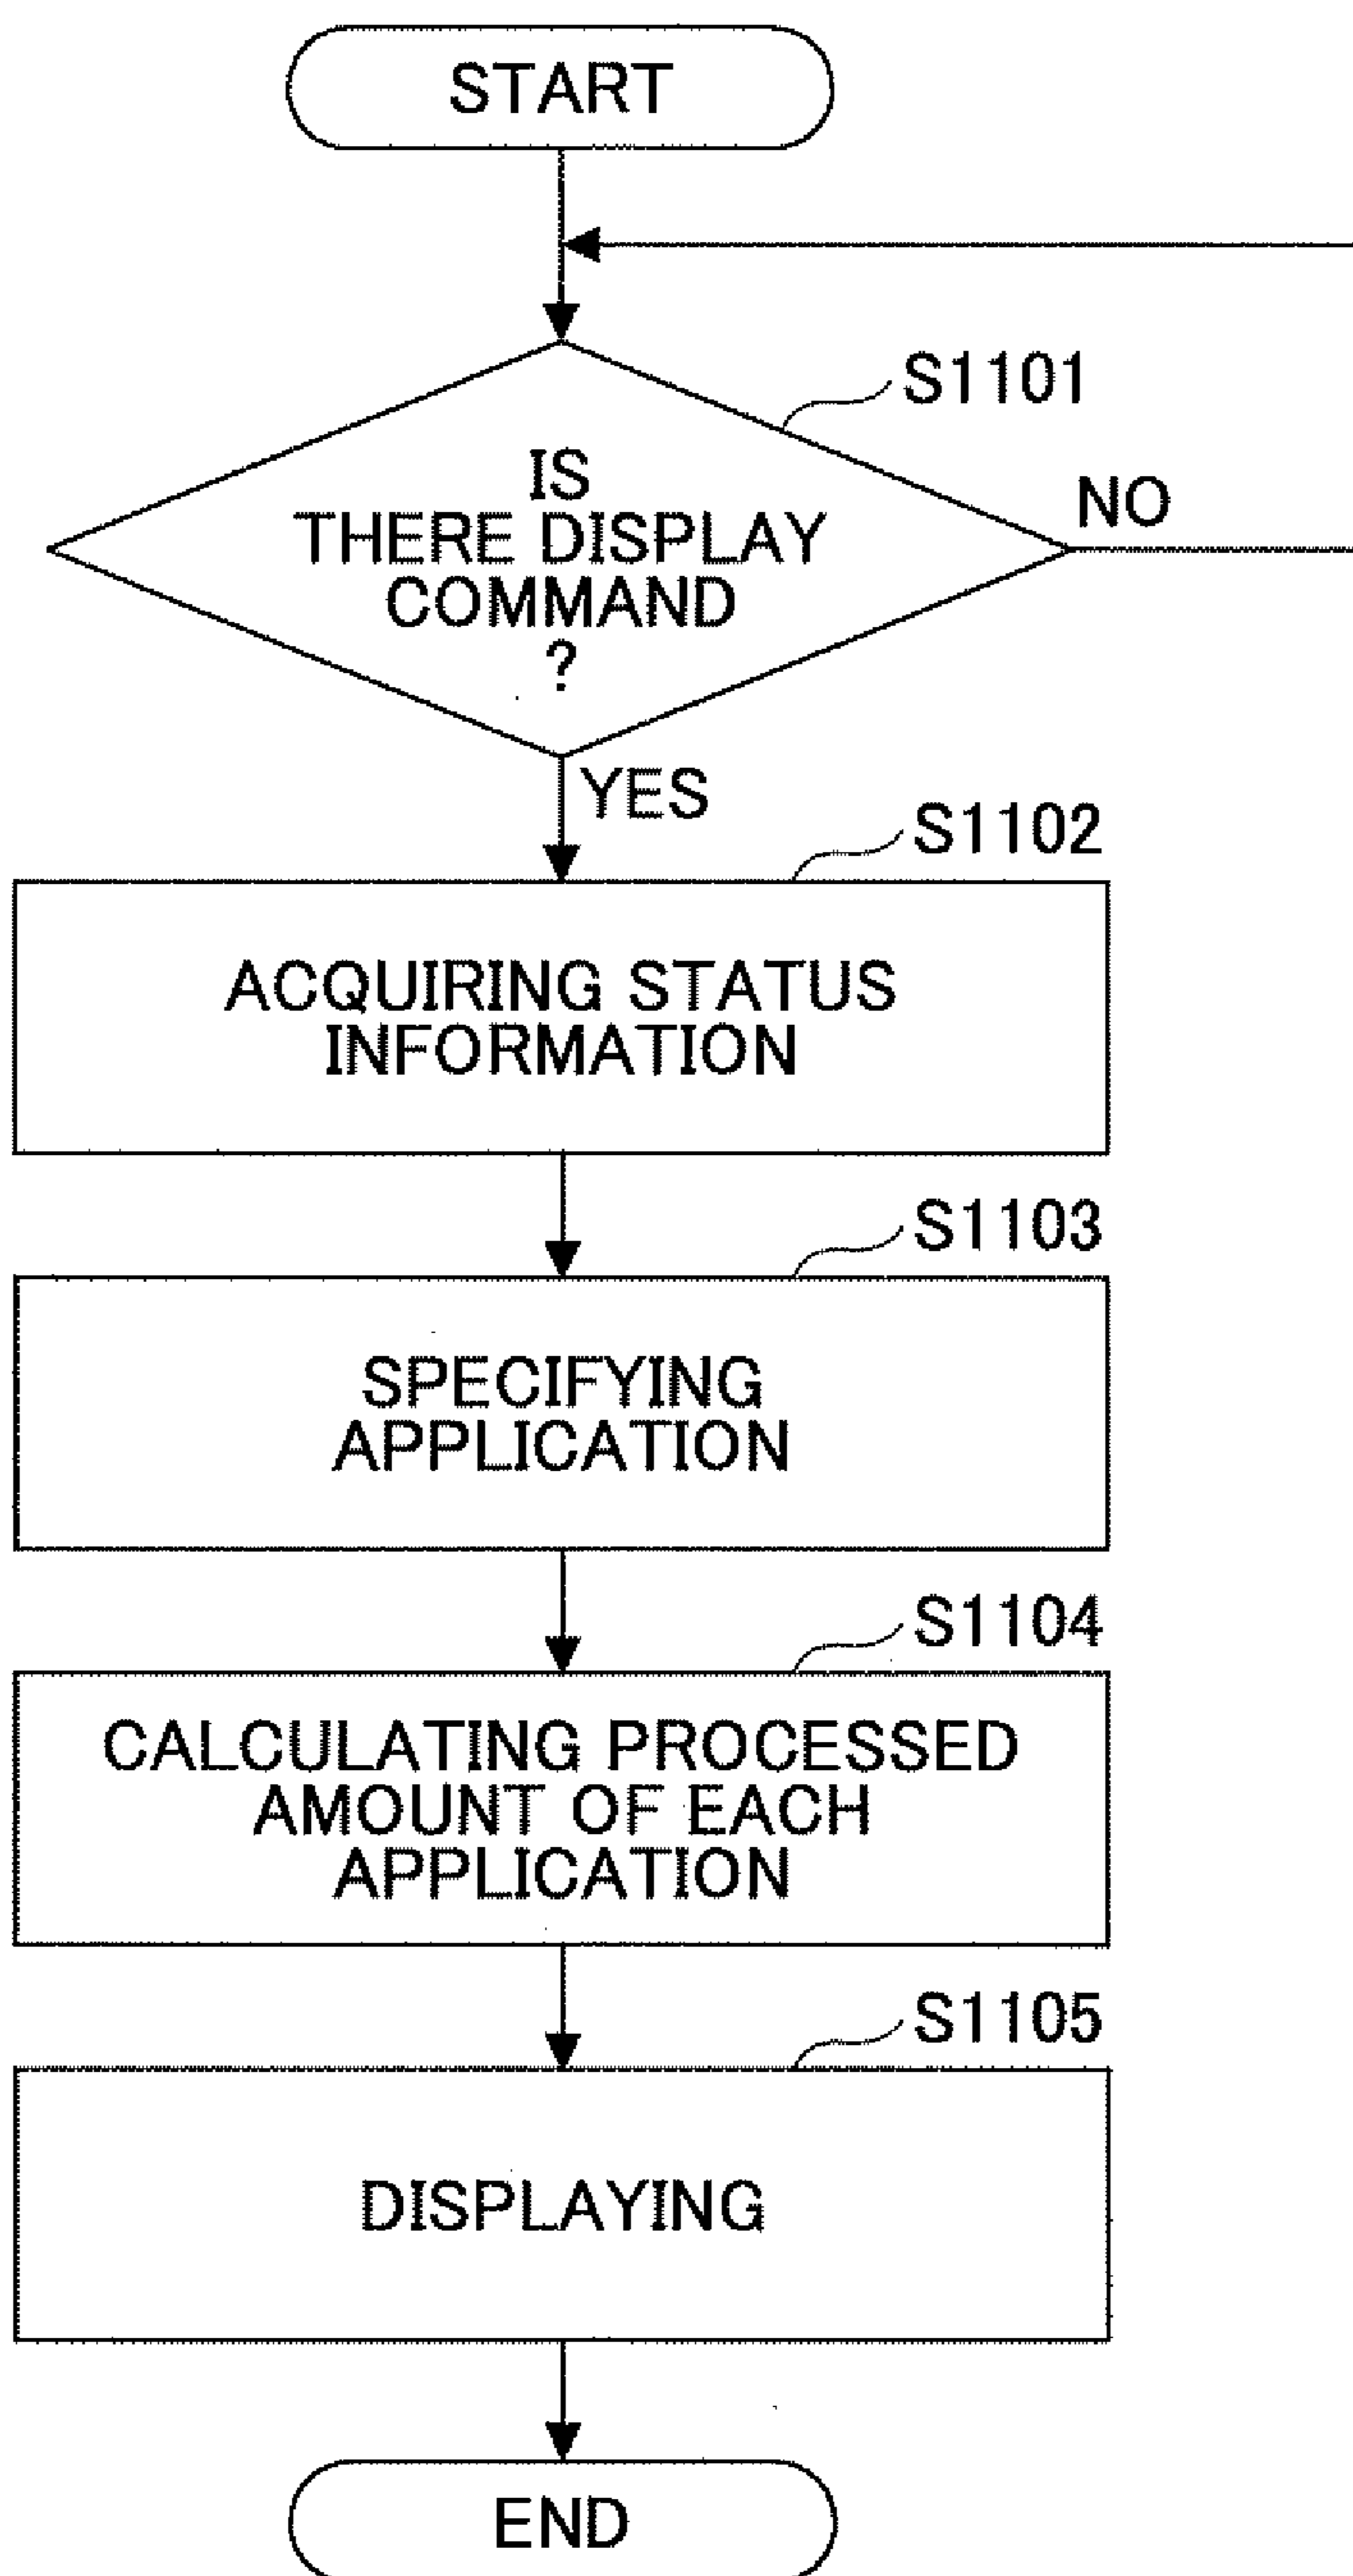 START
S1101
IS
THERE DISPLAY
COMMAND
?
NO
YES
S1102
ACQUIRING STATUS
INFORMATION
S1103
SPECIFYING
APPLICATION
S1104
CALCULATING PROCESSED
AMOUNT OF EACH
APPLICATION
S1105
DISPLAYING
END